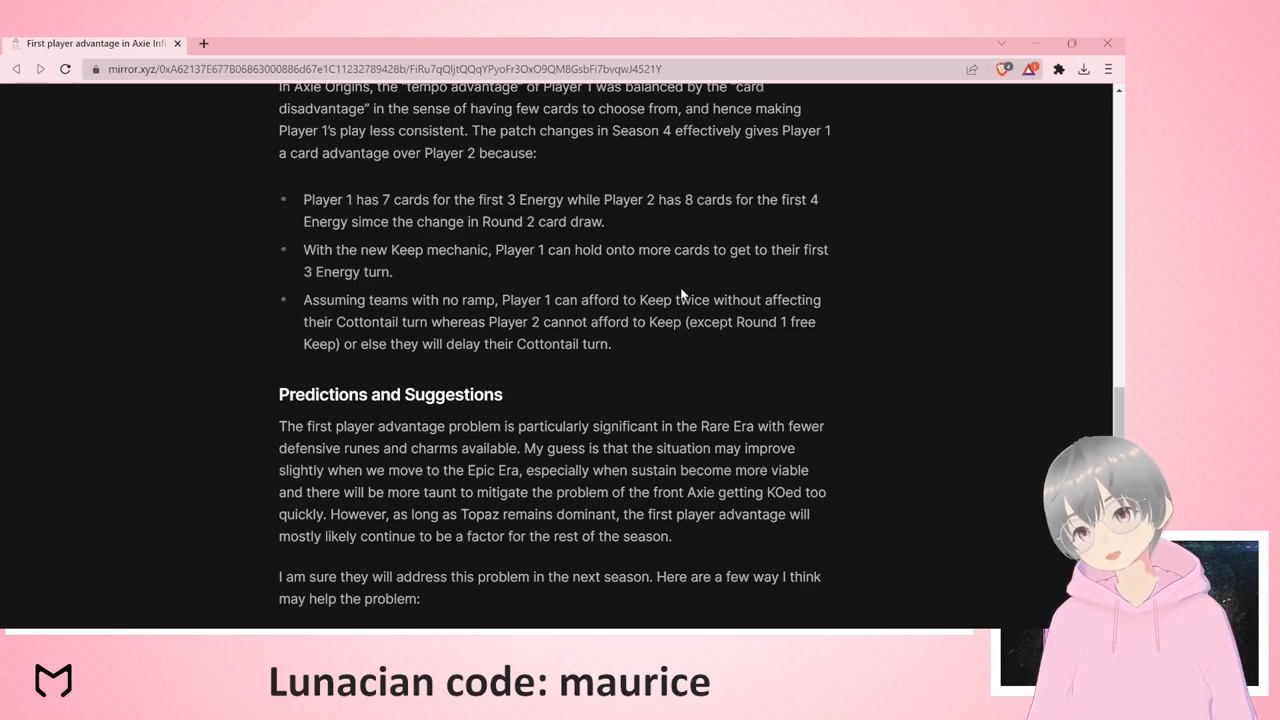 First player advantage in Axie Inf
mirror.xyz/0xA62137E677B06863000886d67e1C11232789428b/FiRu7qQljtQQqYPyoFr3OxO9QM8GsbFi7bvqwJ4521Y
In Axie Origins, the "tempo advantage" of Player 1 was balanced by the "card
disadvantage" in the sense of having few cards to choose from, and hence making
Player 1's play less consistent. The patch changes in Season 4 effectively gives Player 1
a card advantage over Player 2 because:
• Player 1 has 7 cards for the first 3 Energy while Player 2 has 8 cards for the first 4
Energy simce the change in Round 2 card draw.
• With the new Keep mechanic, Player 1 can hold onto more cards to get to their first
3 Energy turn.
• Assuming teams with no ramp, Player 1 can afford to Keep twice without affecting
their Cottontail turn whereas Player 2 cannot afford to Keep (except Round 1 free
Keep) or else they will delay their Cottontail turn.
Predictions and Suggestions
The first player advantage problem is particularly significant in the Rare Era with fewer
defensive runes and charms available. My guess is that the situation may improve
slightly when we move to the Epic Era, especially when sustain become more viable
and there will be more taunt to mitigate the problem of the front Axie getting KOed too
quickly. However, as long as Topaz remains dominant, the first player advantage will
mostly likely continue to be a factor for the rest of the season.
I am sure they will address this problem in the next season. Here are a few way I think
may help the problem:
Lunacian code: maurice